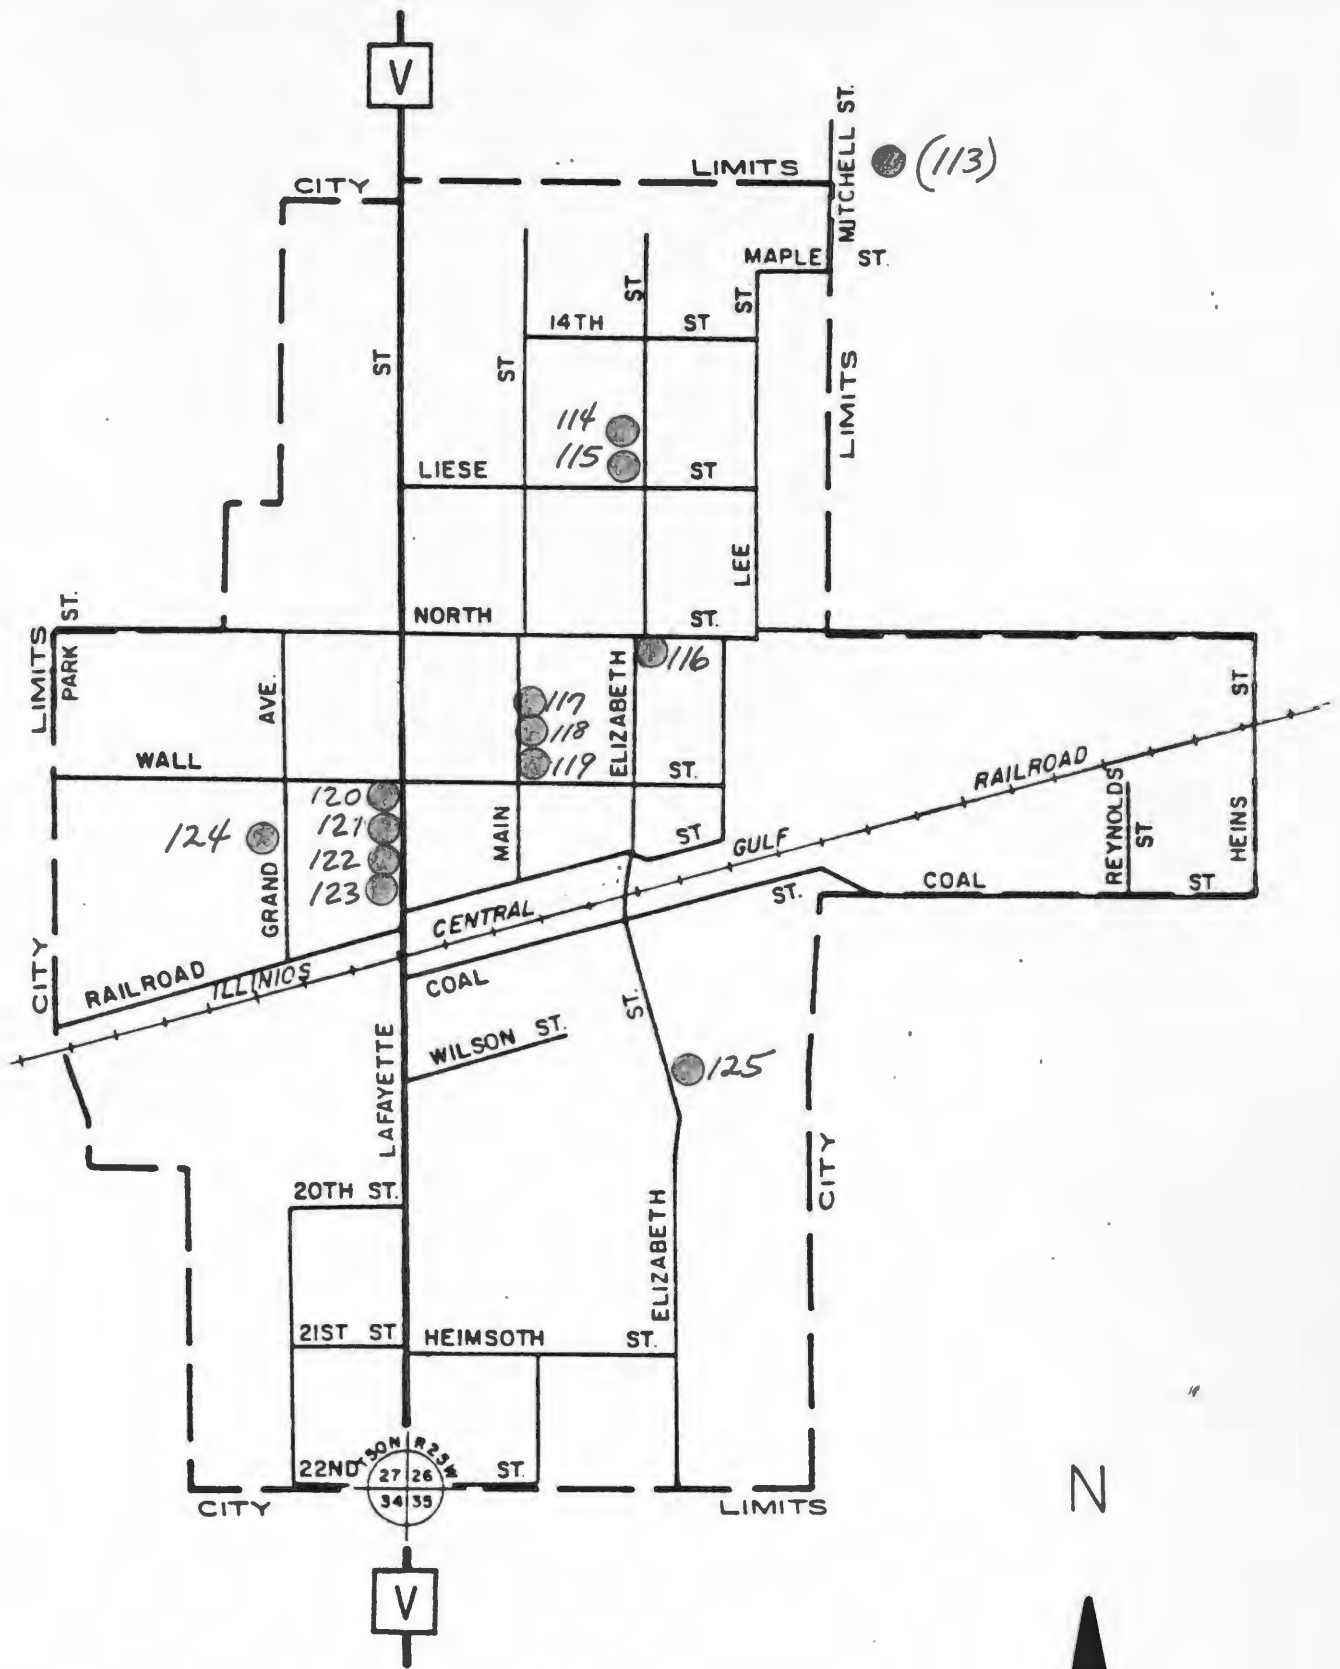 V
MITCHELL ST.
(113)
LIMITS
CITY
MAPLE ST.
ST
ST
14TH ST
ST
ST
LIMITS
114
115
LIESE ST
LEE
NORTH ST.
ST.
PARK
LIMITS
116
ELIZABETH
AVE.
117
118
119
ST
WALL ST.
RAILROAD
120
121
122
123
124
MAIN
ST
GULF
REYNOLDS ST
HEINS
GRAND
COAL ST.
ST.
CENTRAL
CITY
RAILROAD
ILLINIOS
COAL
ST.
WILSON ST.
LAFAYETTE
125
CITY
20TH ST.
ELIZABETH
21ST ST
HEIMSOTH ST.
T50N R25W
22ND ST.
27 26
34 35
CITY
LIMITS
N
V